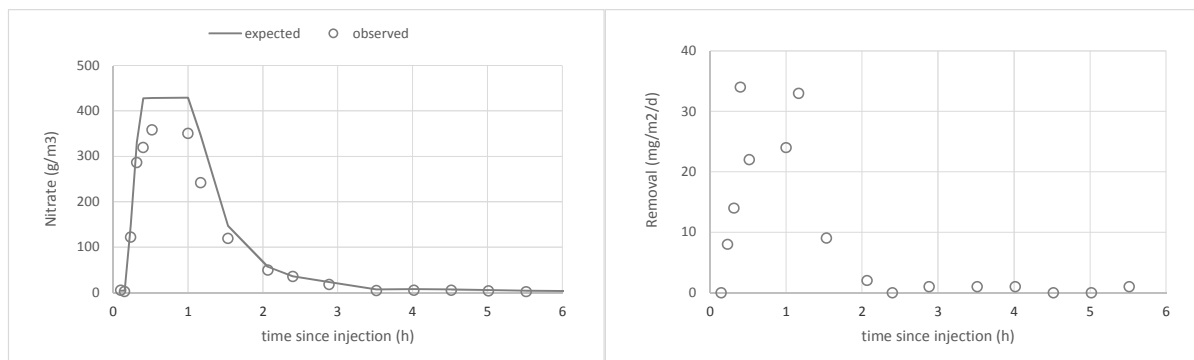 expected observed
500
400
300
200
100
0
Nitrate (g/m3)
0 1 2 3 4 5 6
time since injection (h)
40
30
20
10
0
Removal (mg/m2/d)
0 1 2 3 4 5 6
time since injection (h)